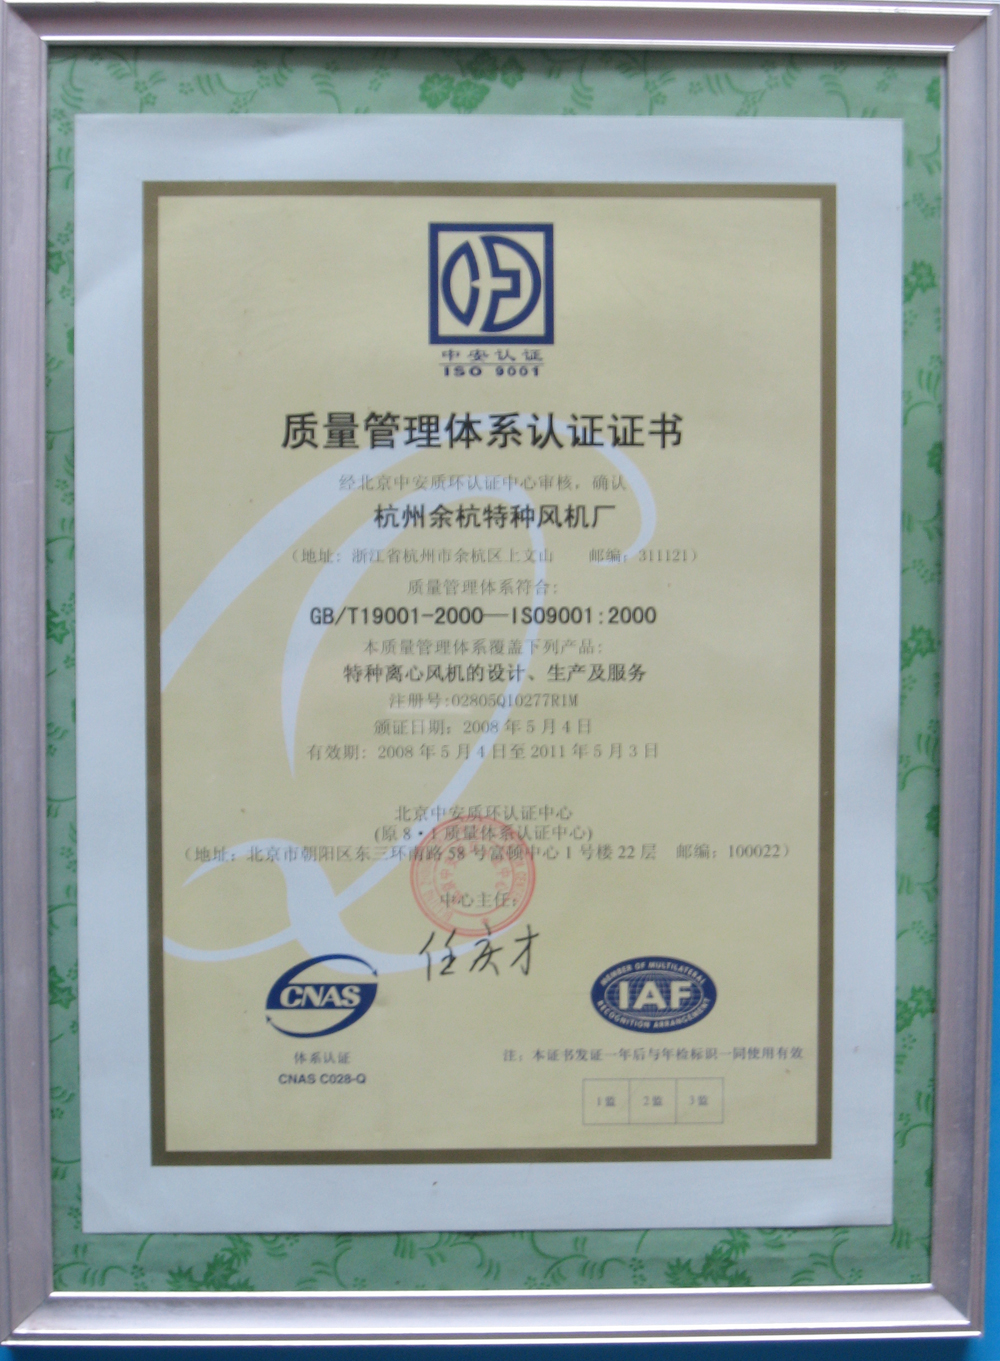 中安认证
ISO 9001
质量管理体系认证证书
经北京中安质环认证中心审核，确认
杭州余杭特种风机厂
（地址：浙江省杭州市余杭区上文山 邮编：311121）
质量管理体系符合：
GB/T19001-2000—ISO9001:2000
本质量管理体系覆盖下列产品：
特种离心风机的设计、生产及服务
注册号:02805Q10277R1M
颁证日期：2008年5月4日
有效期：2008年5月4日至2011年5月3日
北京中安质环认证中心
(原8·1质量体系认证中心)
（地址：北京市朝阳区东三环南路58号富顿中心1号楼22层 邮编：100022）
中心主任：
任庆才
CNAS
体系认证
CNAS C028-Q
MEMBER OF MULTILATERAL
IAF
RECOGNITION ARRANGEMENT
注：本证书发证一年后与年检标识一同使用有效
1监 2监 3监